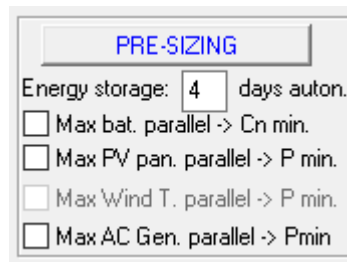 PRE-SIZING
Energy storage: 4 days auton.
Max bat. parallel -> Cn min.
Max PV pan. parallel -> P min.
Max Wind T. parallel -> P min.
Max AC Gen. parallel -> Pmin